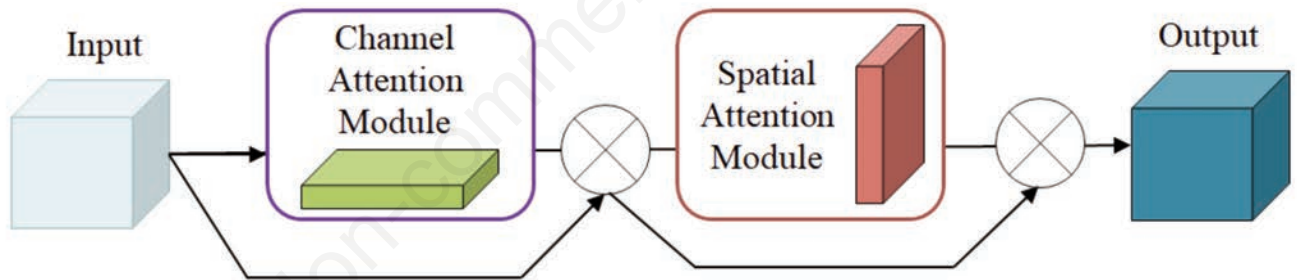 Input
Channel
Attention
Module
Spatial
Attention
Module
Output